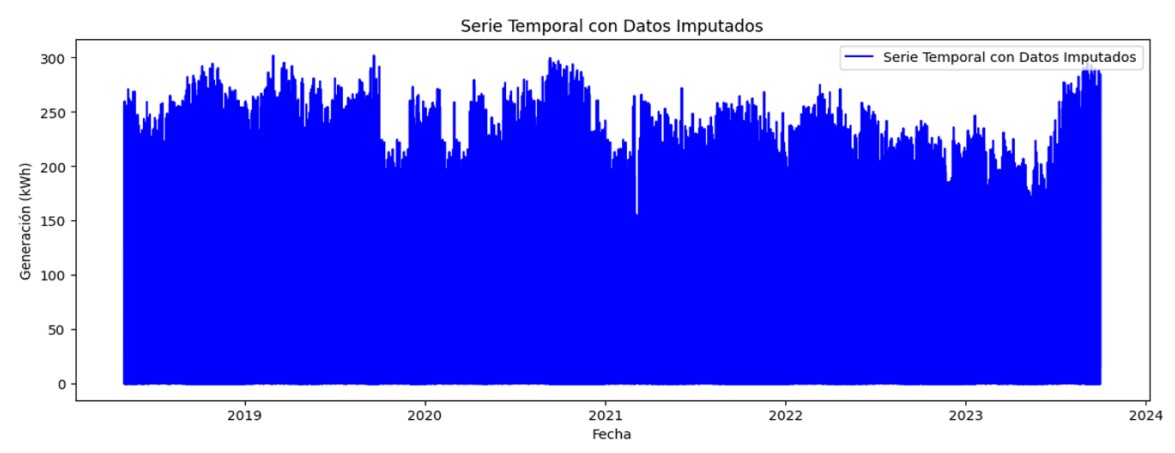 Serie Temporal con Datos Imputados
Serie Temporal con Datos Imputados
Generación (kWh)
300
250
200
150
100
50
0
2019 2020 2021 2022 2023 2024
Fecha